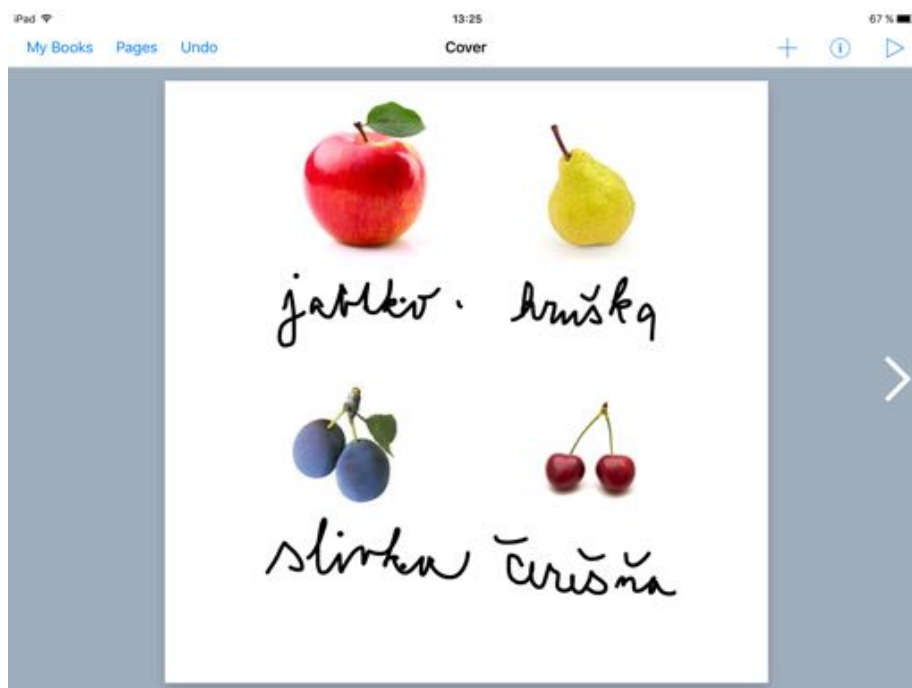 iPad 13:25 67 %
My Books Pages Undo Cover
jablko. hruška
slivka čerešňa